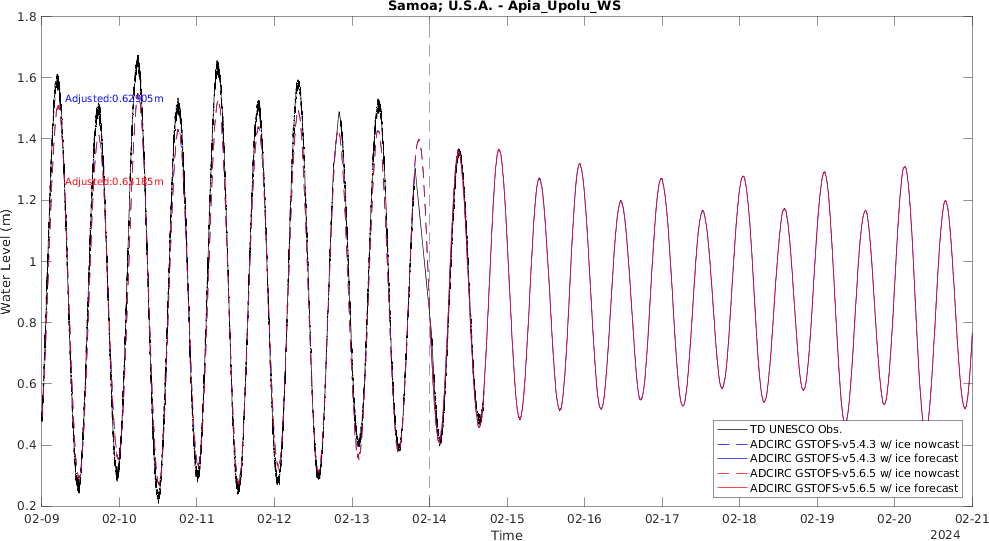 Samoa; U.S.A. - Apia_Upolu_WS
1.8
1.6
1.4
1.2
1
0.8
0.6
0.4
0.2
Water Level (m)
Adjusted:0.62905m
Adjusted:0.63185m
TD UNESCO Obs.
ADCIRC GSTOFS-v5.4.3 w/ ice nowcast
ADCIRC GSTOFS-v5.4.3 w/ ice forecast
ADCIRC GSTOFS-v5.6.5 w/ ice nowcast
ADCIRC GSTOFS-v5.6.5 w/ ice forecast
02-09 02-10 02-11 02-12 02-13 02-14 02-15 02-16 02-17 02-18 02-19 02-20 02-21
Time
2024